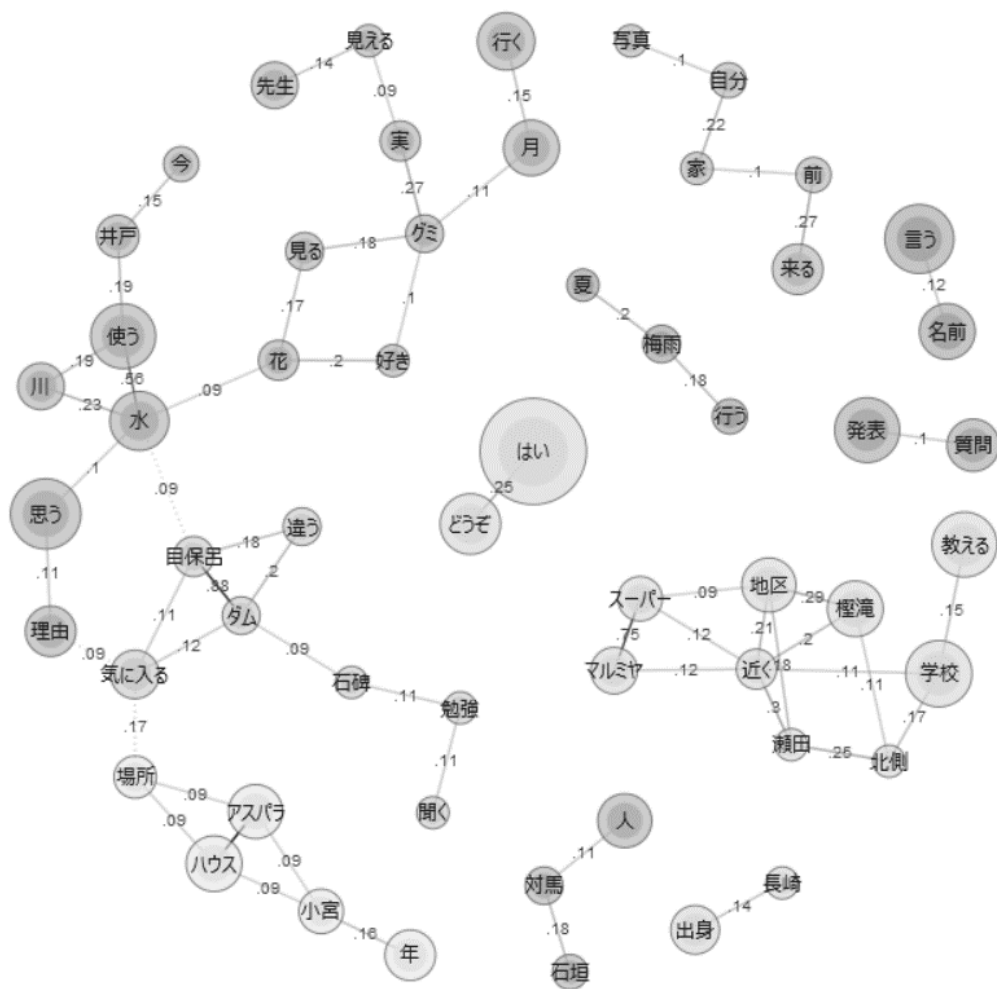 見える
行く
写真
先生
.14
.1
自分
.09
.15
実
月
.22
今
家
.1
前
.15
.27
.11
井戸
グミ
.27
見る
.18
言う
来る
.19
.17
.1
夏
.12
使う
.2
名前
梅雨
花
.2
好き
.19
川
.56
.09
.18
.23
水
行う
発表
.1
質問
はい
.1
.09
.25
思う
どうぞ
違う
教える
目保呂
.18
.11
.88
.2
スーパー
.09
地区
.29
樫滝
.15
.11
ダム
理由
.75
.12
.21
.2
.09
.12
.09
気に入る
マルミヤ
.12
近く
.18
.11
.11
学校
石碑
.11
勉強
.3
.17
.17
瀬田
.25
北側
場所
.11
.09
アスパラ
聞く
.09
人
ハウス
.09
.11
.09
対馬
長崎
小宮
.14
.16
.18
出身
年
石垣